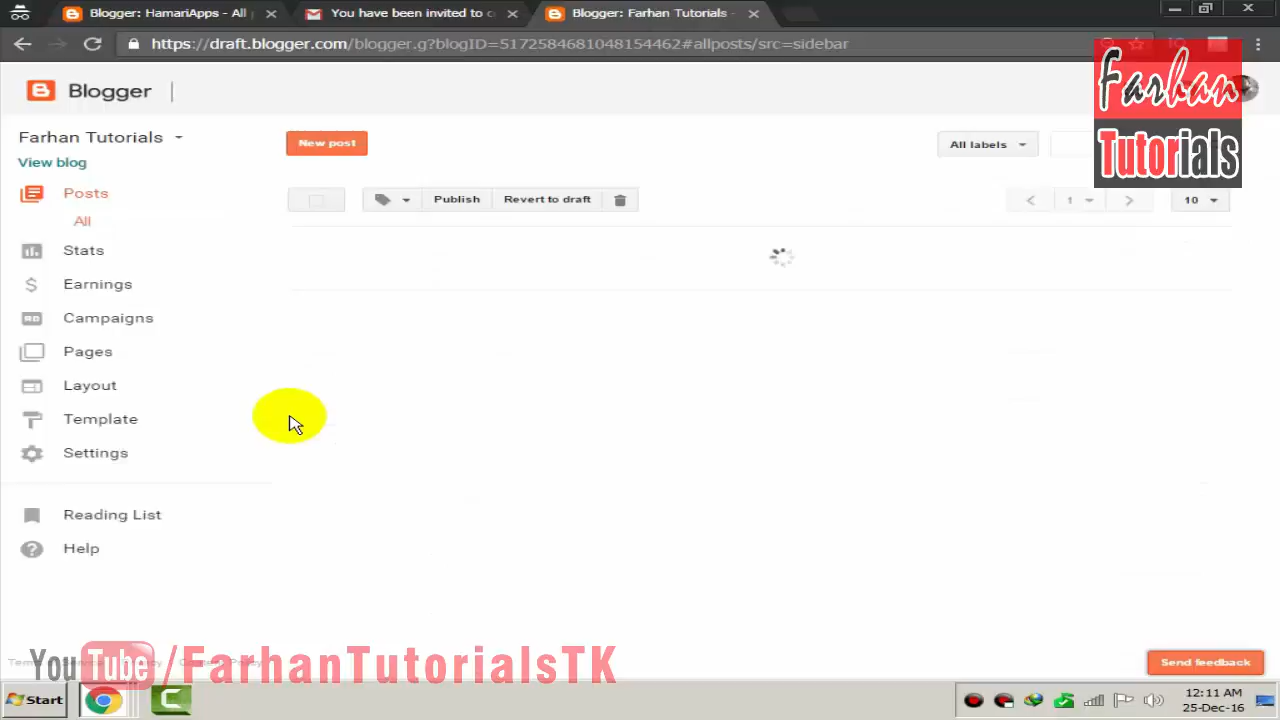 Blogger: HamariApps - All
You have been invited to c
Blogger: Farhan Tutorials -
https://draft.blogger.com/blogger.g?blogID=5172584681048154462#allposts/src=sidebar
Blogger
Farhan Tutorials
Farhan Tutorials
New post
All labels
View blog
Posts
Publish
Revert to draft
1
10
All
Stats
Earnings
Campaigns
Pages
Layout
Template
Settings
Reading List
Help
YouTube/FarhanTutorialsTK
Send feedback
Start
12:11 AM
25-Dec-16